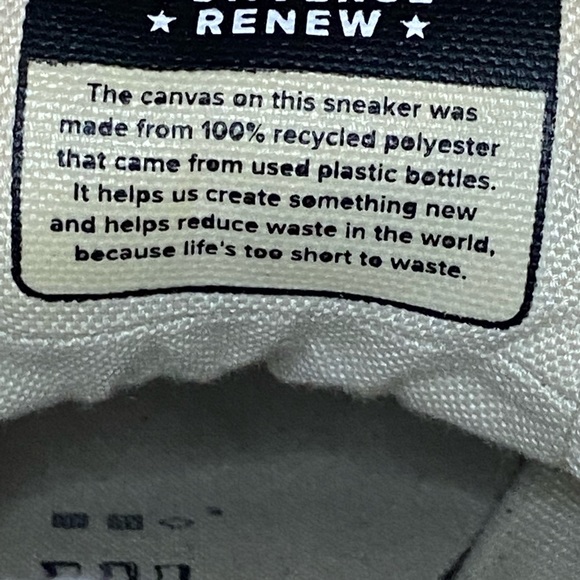 ★ RENEW ★
The canvas on this sneaker was
made from 100% recycled polyester
that came from used plastic bottles.
It helps us create something new
and helps reduce waste in the world,
because life's too short to waste.